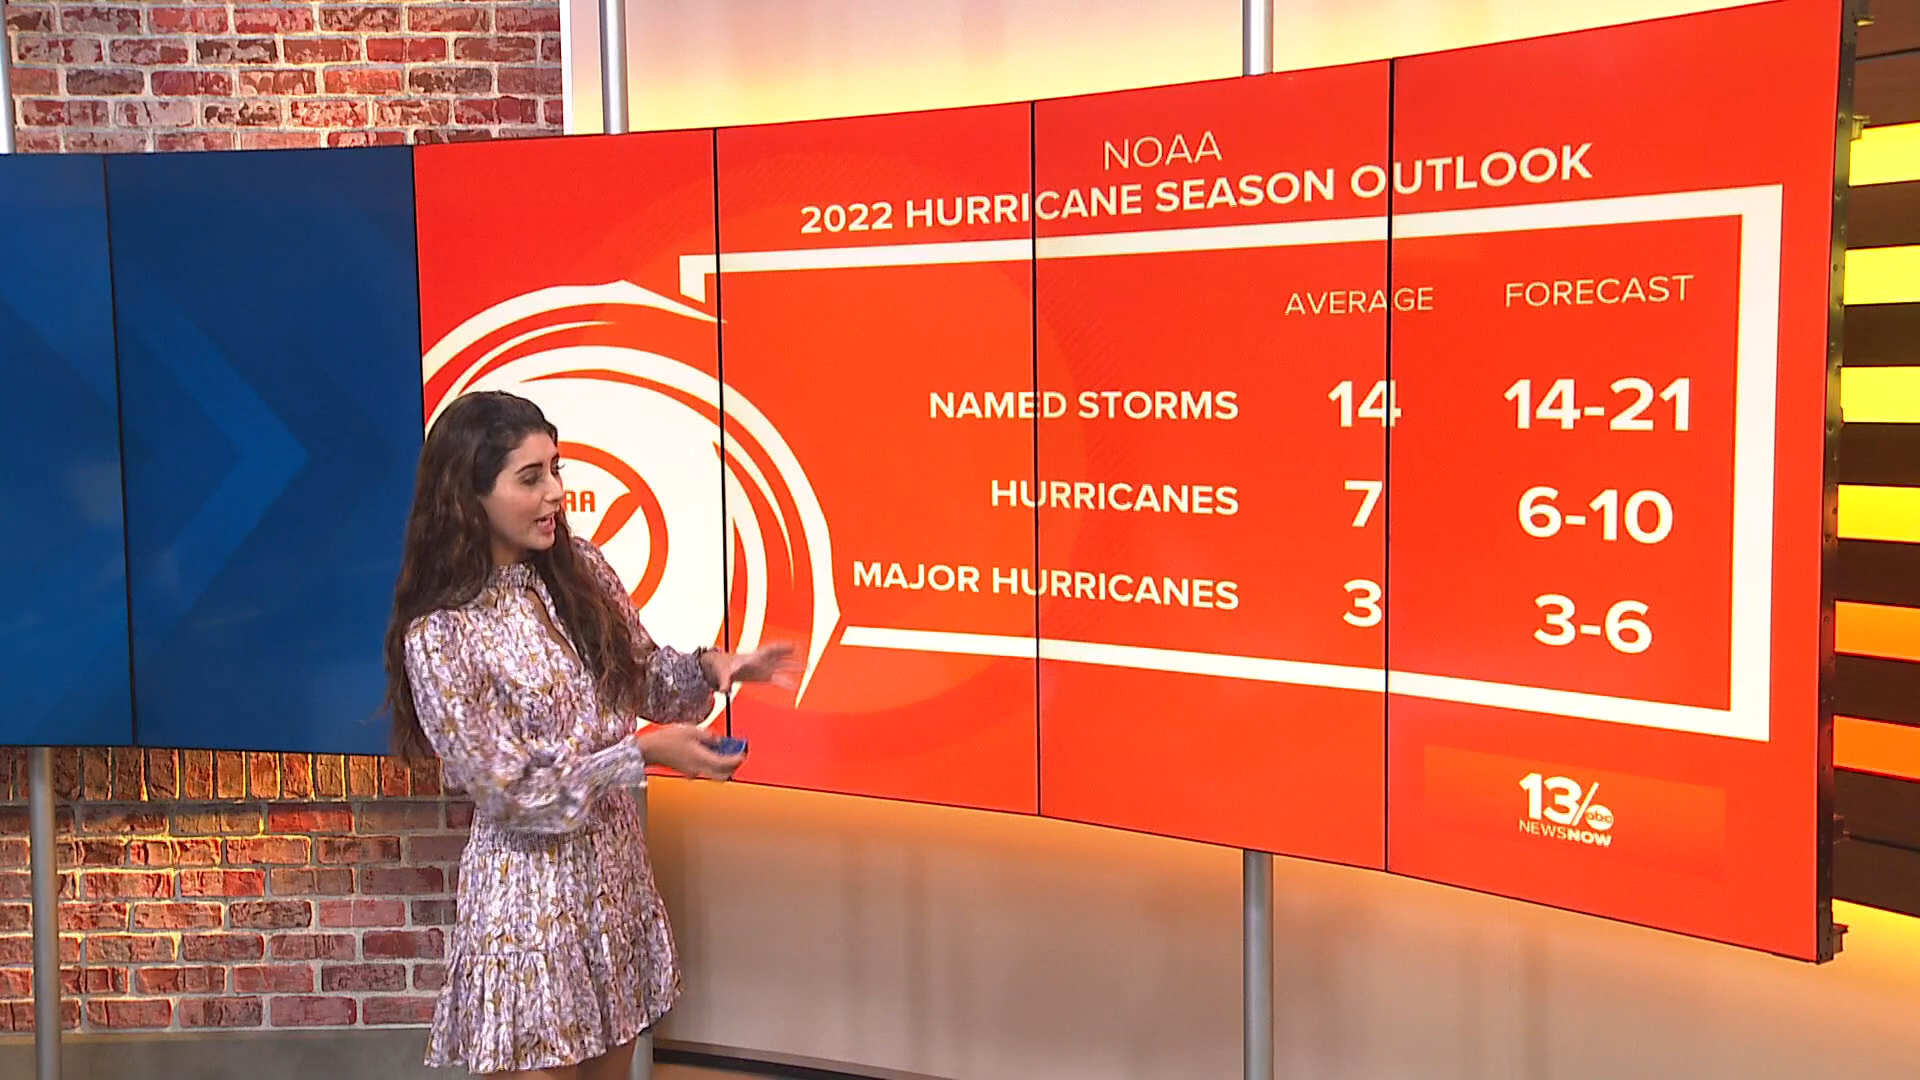 NOAA
2022 HURRICANE SEASON OUTLOOK
AVERAGE FORECAST
NAMED STORMS 14 14-21
HURRICANES 7 6-10
MAJOR HURRICANES 3 3-6
AA
13/abc
NEWSNOW